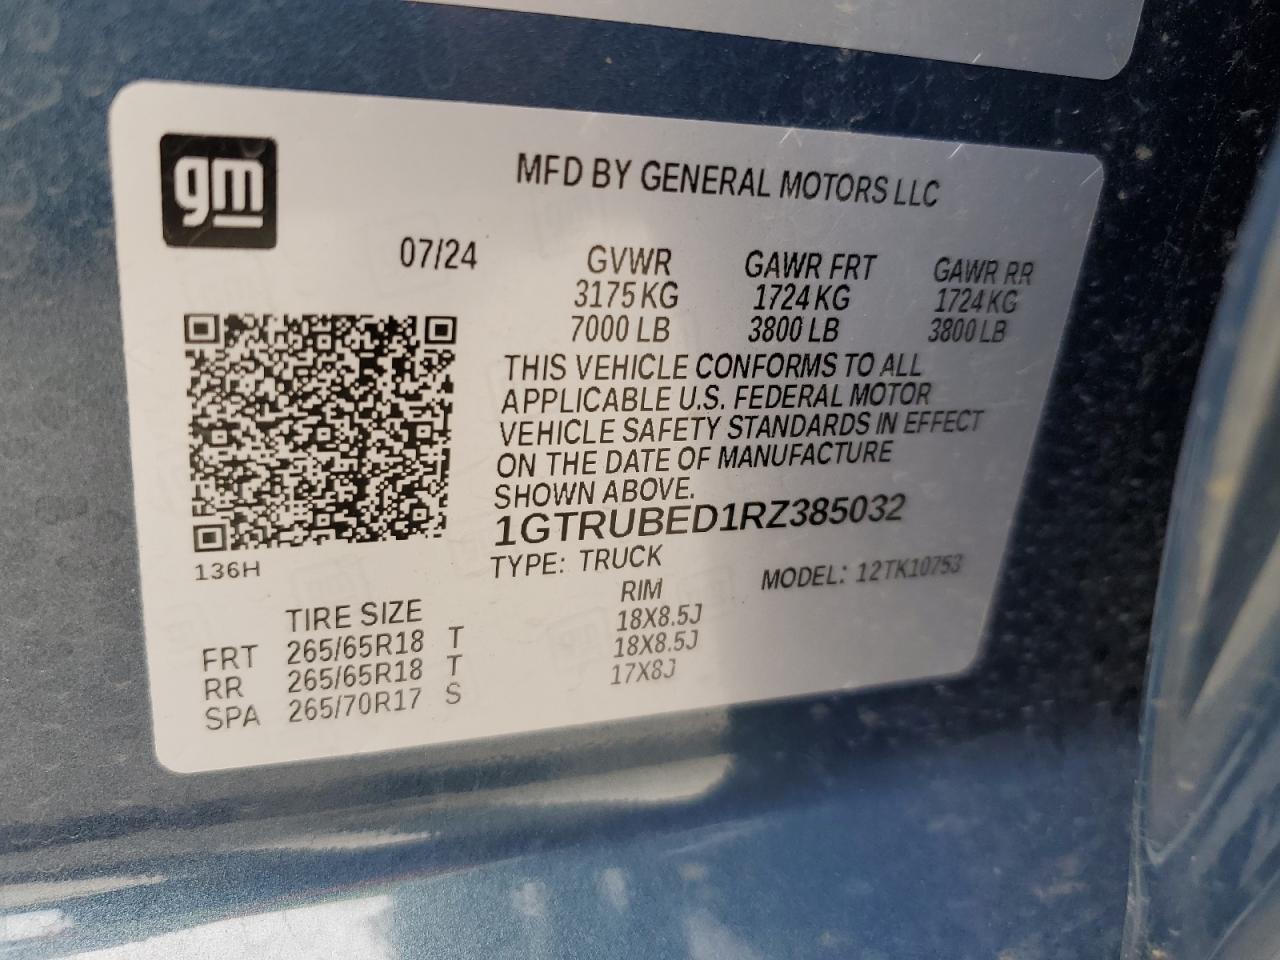 gm
MFD BY GENERAL MOTORS LLC
07/24 GVWR GAWR FRT GAWR RR
3175 KG 1724 KG 1724 KG
7000 LB 3800 LB 3800 LB
THIS VEHICLE CONFORMS TO ALL
APPLICABLE U.S. FEDERAL MOTOR
VEHICLE SAFETY STANDARDS IN EFFECT
ON THE DATE OF MANUFACTURE
SHOWN ABOVE.
1GTRUBED1RZ385032
136H
TYPE: TRUCK MODEL: 12TK10753
TIRE SIZE RIM
FRT 265/65R18 T 18X8.5J
RR 265/65R18 T 18X8.5J
SPA 265/70R17 S 17X8J